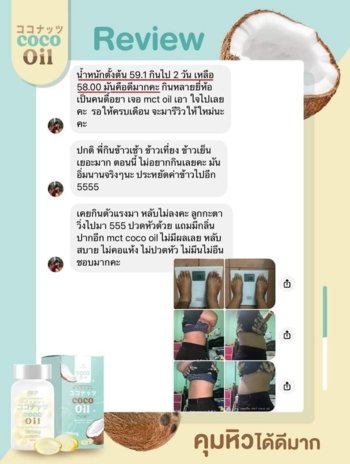 ココナッツ
coco
Oil
Review
น้ำหนักตั้งต้น 59.1 กินไป 2 วัน เหลือ
58.00 มันคือดีมากคะ กินหลายยี่ห้อ
เป็นคนดื้อยา เจอ mct oil เอา ใจไปเลย
คะ รอให้ครบเดือน จะมารีวิวให้ใหม่นะ
คะ
ปกติ พี่กินข้าวเช้า ข้าวเที่ยง ข้าวเย็น
เยอะมาก ตอนนี้ ไม่อยากกินเลยคะ มัน
อิ่มนานจริงๆนะ ประหยัดค่าข้าวไปอีก
5555
เคยกินตัวแรงมา หลับไม่ลงคะ ลูกกะตา
วิ่งไปมา 555 ปวดหัวด้วย แถมมีกลิ่น
ปากอีก mct coco oil ไม่มีผลเลย หลับ
สบาย ไม่คอแห้ง ไม่ปวดหัว ไม่มึนไม่อึน
ชอบมากคะ
ココナッツ
coco
Oil
coco
Oil
คุมหิวได้ดีมาก